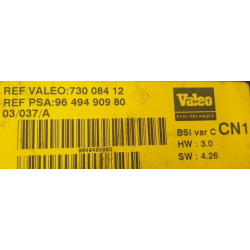 REF VALEO:730 084 12
REF PSA:96 494 909 80
03/037/A
Valeo
9649490980
BSI var C CN1
HW : 3.0
SW : 4.26